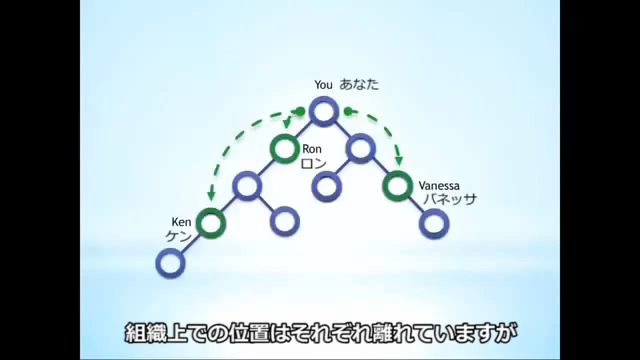 You あなた
Ron
ロン
Vanessa
バネッサ
Ken
ケン
組織上での位置はそれぞれ離れていますが